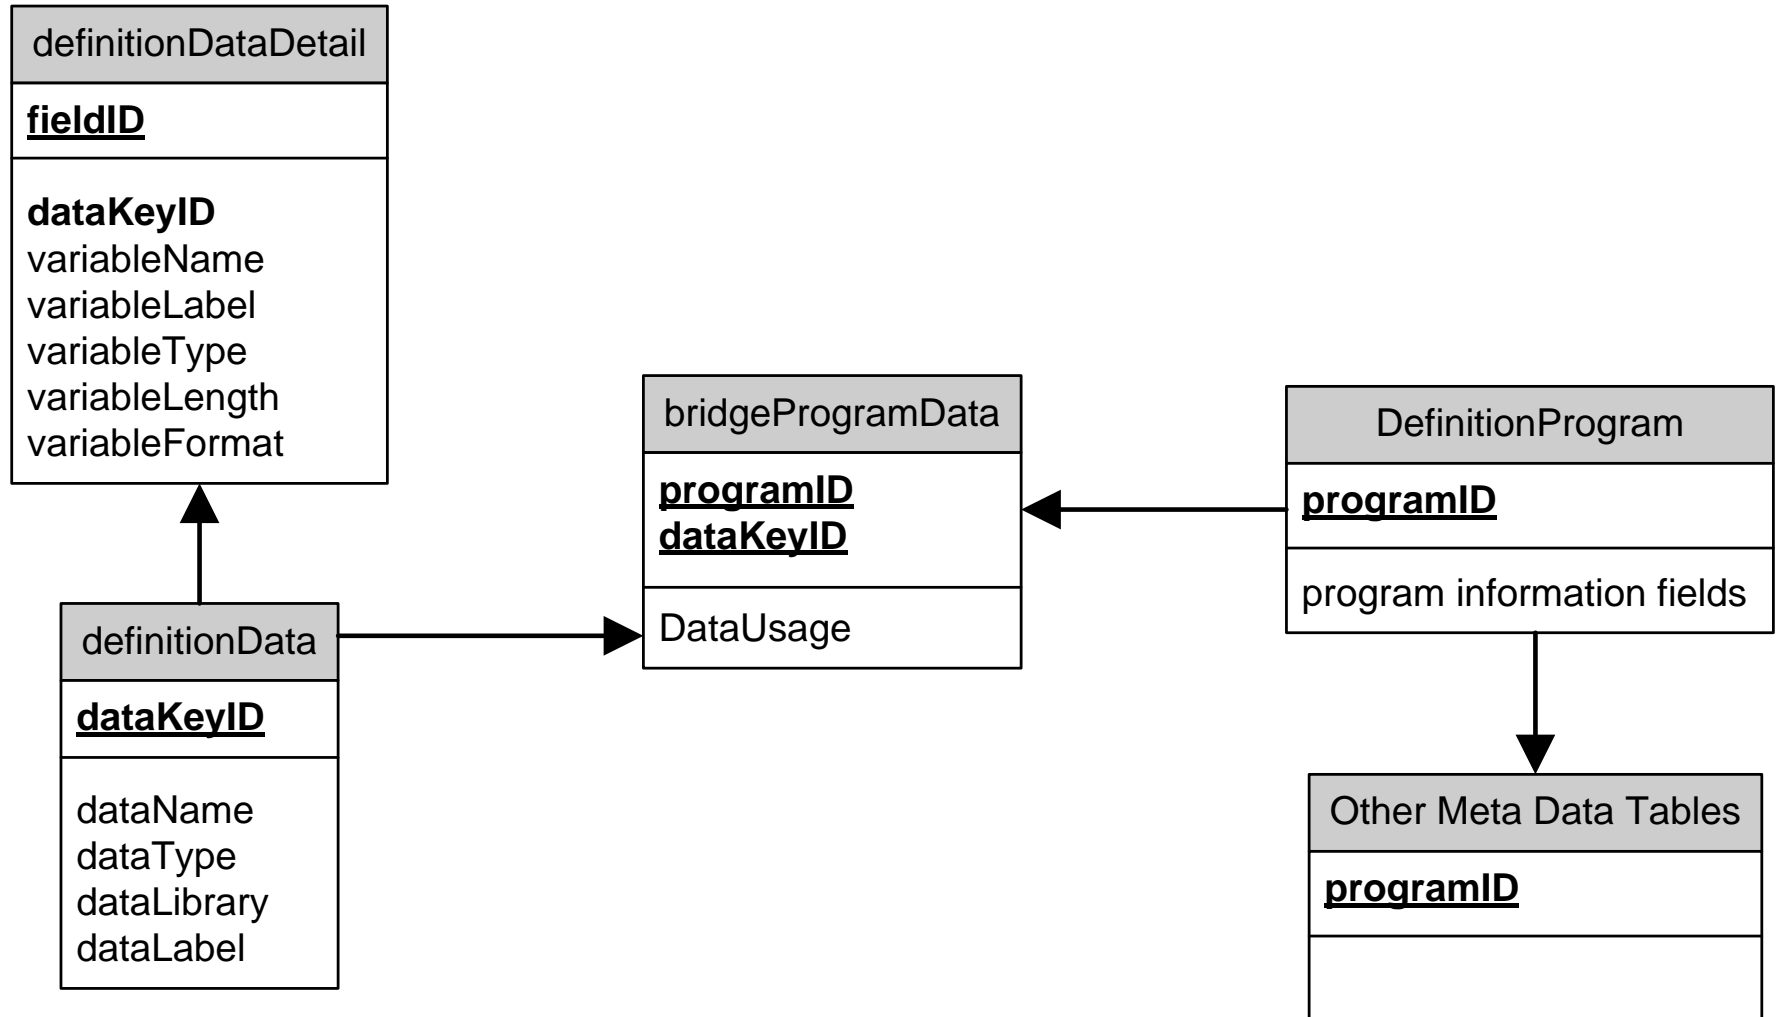 definitionDataDetail
fieldID
dataKeyID
variableName
variableLabel
variableType
variableLength
variableFormat
definitionData
dataKeyID
dataName
dataType
dataLibrary
dataLabel
bridgeProgramData
programID
dataKeyID
DataUsage
DefinitionProgram
programID
program information fields
Other Meta Data Tables
programID